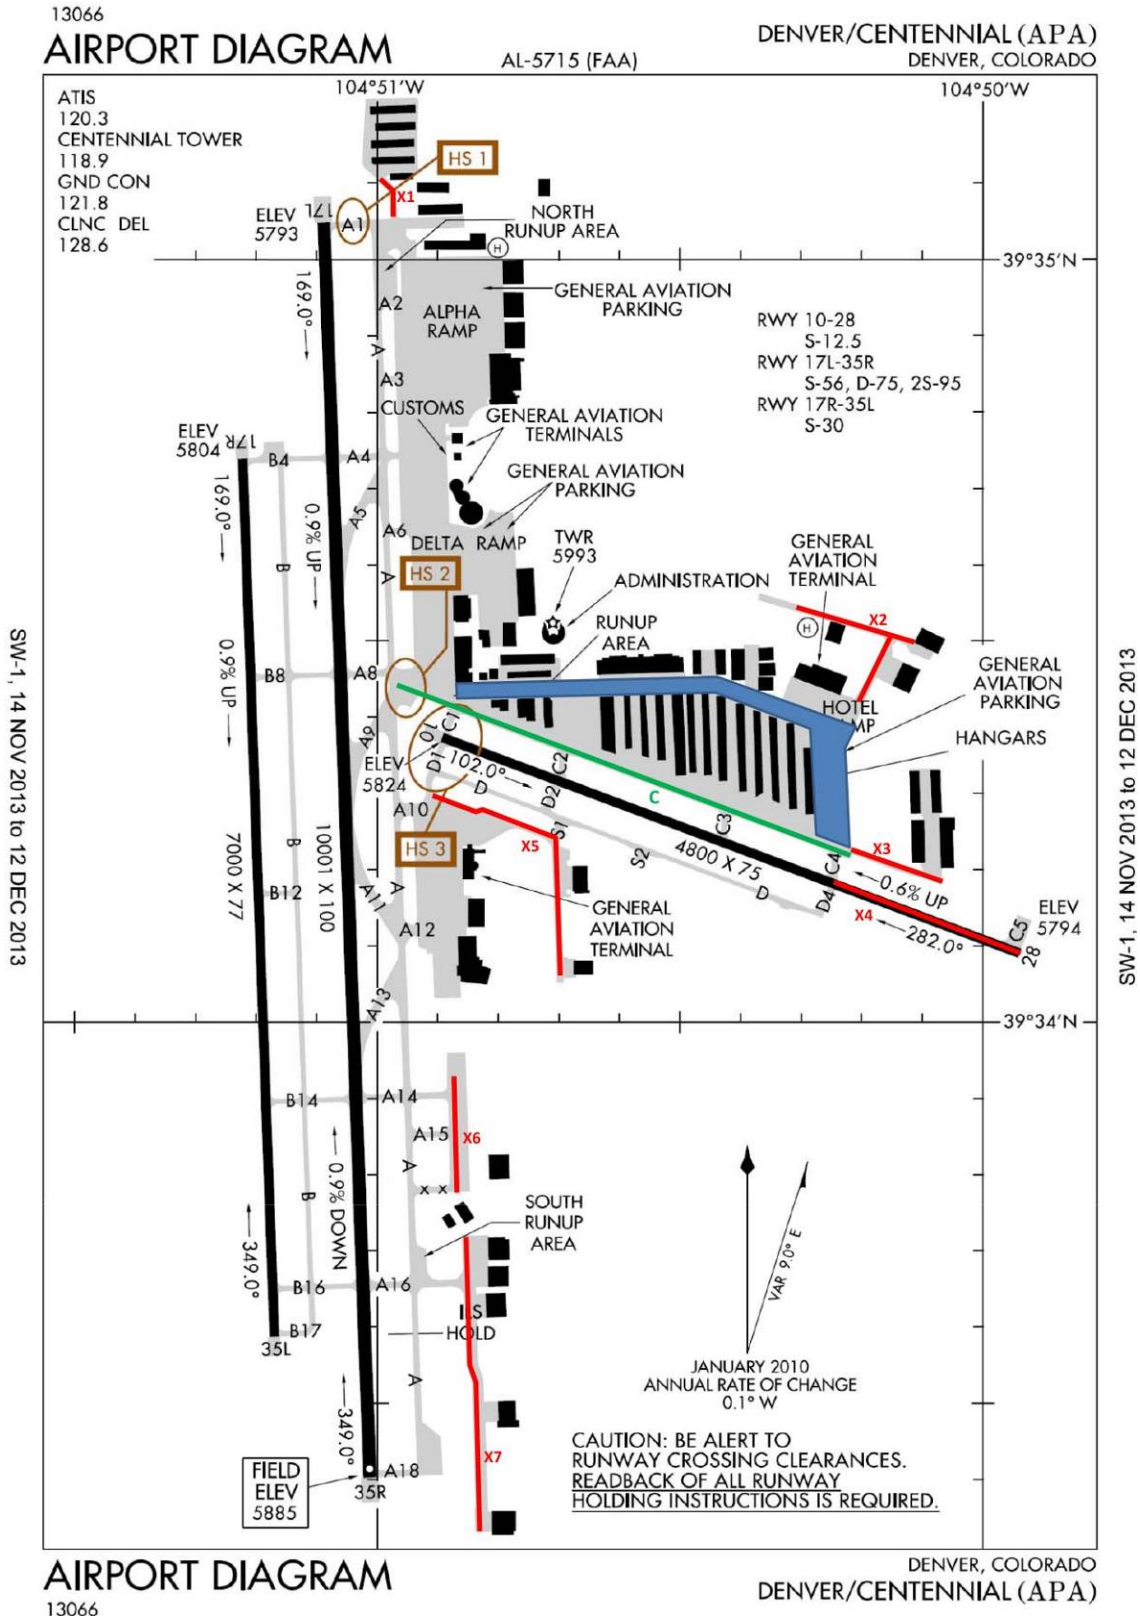 13066
AIRPORT DIAGRAM
AL-5715 (FAA)
DENVER/CENTENNIAL (APA)
DENVER, COLORADO
104°51'W
104°50'W
ATIS
120.3
CENTENNIAL TOWER
118.9
GND CON
121.8
CLNC DEL
128.6
HS 1
X1
ELEV
5793
17L
A1
NORTH
RUNUP AREA
H
39°35'N
169.0°
A2
ALPHA
RAMP
GENERAL AVIATION
PARKING
RWY 10-28
S-12.5
RWY 17L-35R
S-56, D-75, 2S-95
RWY 17R-35L
S-30
A
A3
CUSTOMS
GENERAL AVIATION
TERMINALS
ELEV
5804
17R
B4
A4
GENERAL AVIATION
PARKING
169.0°
0.9% UP
A5
A6
DELTA RAMP
TWR
5993
GENERAL
AVIATION
TERMINAL
B
A
HS 2
ADMINISTRATION
RUNUP
AREA
H
X2
0.9% UP
B8
A8
GENERAL
AVIATION
PARKING
HOTEL
MP
HANGARS
A9
10
C1
ELEV
5824
D1
102.0°
D
C2
D2
C
A10
HS 3
X5
S1
S2
C3
4800 X 75
C4
X3
0.6% UP
7000 X 77
10001 X 100
B
B12
A11
A
A12
GENERAL
AVIATION
TERMINAL
D
D4
X4
282.0°
C5
28
ELEV
5794
A13
39°34'N
B14
A14
A15
X6
A
x x
0.9% DOWN
B
SOUTH
RUNUP
AREA
VAR 9.0° E
349.0°
B16
A16
ILS
HOLD
B17
35L
JANUARY 2010
ANNUAL RATE OF CHANGE
0.1° W
A
349.0°
X7
CAUTION: BE ALERT TO
RUNWAY CROSSING CLEARANCES.
READBACK OF ALL RUNWAY
HOLDING INSTRUCTIONS IS REQUIRED.
FIELD
ELEV
5885
A18
35R
SW-1, 14 NOV 2013 to 12 DEC 2013
SW-1, 14 NOV 2013 to 12 DEC 2013
AIRPORT DIAGRAM
13066
DENVER, COLORADO
DENVER/CENTENNIAL (APA)